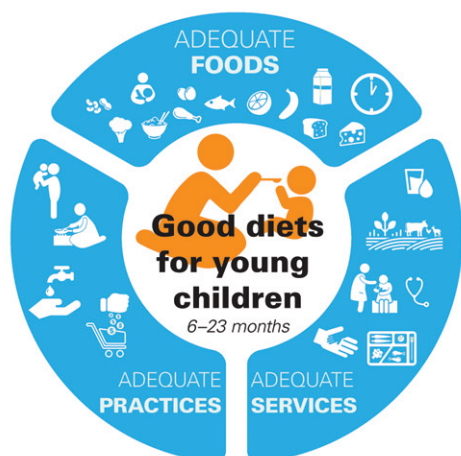 ADEQUATE
FOODS
Good diets
for young
children
6–23 months
ADEQUATE
PRACTICES
ADEQUATE
SERVICES